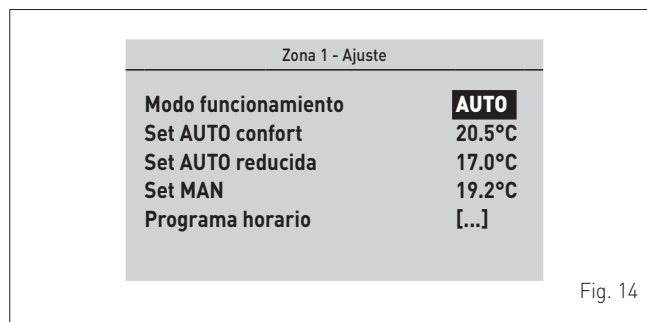 Zona 1 - Ajuste
Modo funcionamiento AUTO
Set AUTO confort 20.5°C
Set AUTO reducida 17.0°C
Set MAN 19.2°C
Programa horario [...]
Fig. 14